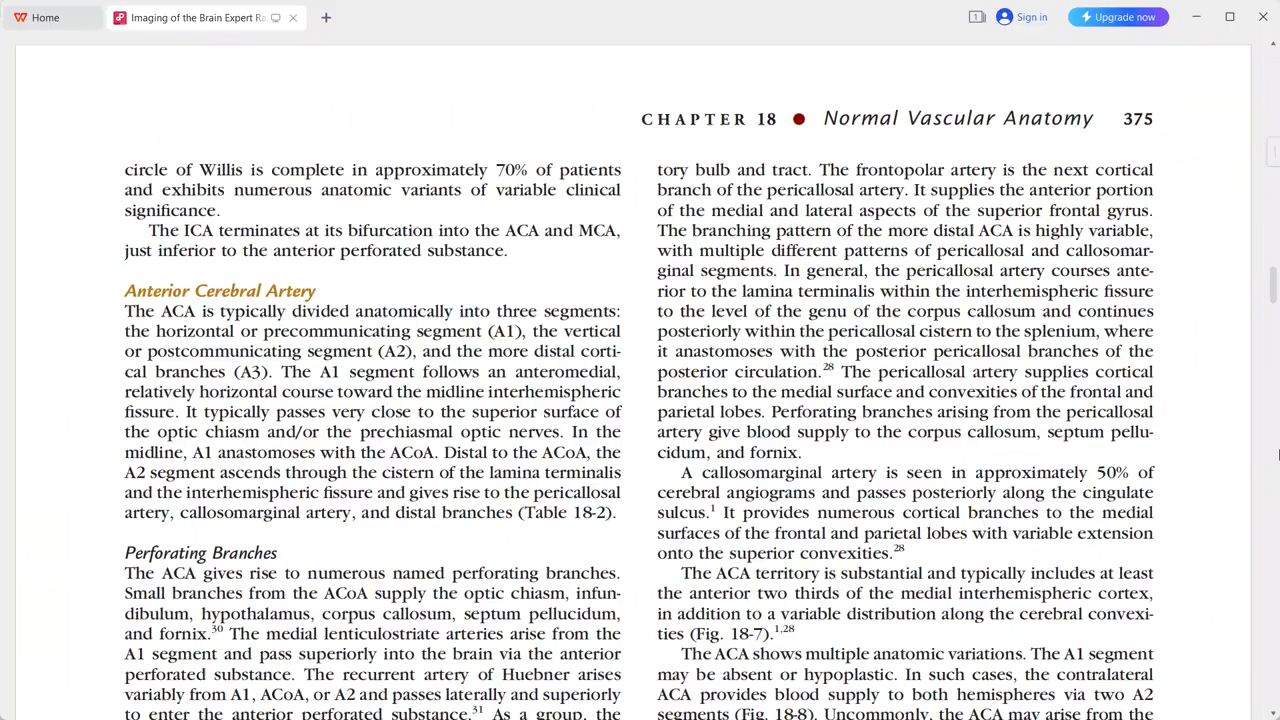 Home
Imaging of the Brain Expert Ra
1
Sign in
Upgrade now
CHAPTER 18 ● Normal Vascular Anatomy 375
circle of Willis is complete in approximately 70% of patients
and exhibits numerous anatomic variants of variable clinical
significance.
The ICA terminates at its bifurcation into the ACA and MCA,
just inferior to the anterior perforated substance.
Anterior Cerebral Artery
The ACA is typically divided anatomically into three segments:
the horizontal or precommunicating segment (A1), the vertical
or postcommunicating segment (A2), and the more distal corti-
cal branches (A3). The A1 segment follows an anteromedial,
relatively horizontal course toward the midline interhemispheric
fissure. It typically passes very close to the superior surface of
the optic chiasm and/or the prechiasmal optic nerves. In the
midline, A1 anastomoses with the ACoA. Distal to the ACoA, the
A2 segment ascends through the cistern of the lamina terminalis
and the interhemispheric fissure and gives rise to the pericallosal
artery, callosomarginal artery, and distal branches (Table 18-2).
Perforating Branches
The ACA gives rise to numerous named perforating branches.
Small branches from the ACoA supply the optic chiasm, infun-
dibulum, hypothalamus, corpus callosum, septum pellucidum,
and fornix.30 The medial lenticulostriate arteries arise from the
A1 segment and pass superiorly into the brain via the anterior
perforated substance. The recurrent artery of Huebner arises
variably from A1, ACoA, or A2 and passes laterally and superiorly
to enter the anterior perforated substance.31 As a group, the
tory bulb and tract. The frontopolar artery is the next cortical
branch of the pericallosal artery. It supplies the anterior portion
of the medial and lateral aspects of the superior frontal gyrus.
The branching pattern of the more distal ACA is highly variable,
with multiple different patterns of pericallosal and callosomar-
ginal segments. In general, the pericallosal artery courses ante-
rior to the lamina terminalis within the interhemispheric fissure
to the level of the genu of the corpus callosum and continues
posteriorly within the pericallosal cistern to the splenium, where
it anastomoses with the posterior pericallosal branches of the
posterior circulation.28 The pericallosal artery supplies cortical
branches to the medial surface and convexities of the frontal and
parietal lobes. Perforating branches arising from the pericallosal
artery give blood supply to the corpus callosum, septum pellu-
cidum, and fornix.
A callosomarginal artery is seen in approximately 50% of
cerebral angiograms and passes posteriorly along the cingulate
sulcus.1 It provides numerous cortical branches to the medial
surfaces of the frontal and parietal lobes with variable extension
onto the superior convexities.28
The ACA territory is substantial and typically includes at least
the anterior two thirds of the medial interhemispheric cortex,
in addition to a variable distribution along the cerebral convexi-
ties (Fig. 18-7).1,28
The ACA shows multiple anatomic variations. The A1 segment
may be absent or hypoplastic. In such cases, the contralateral
ACA provides blood supply to both hemispheres via two A2
segments (Fig. 18-8). Uncommonly, the ACA may arise from the